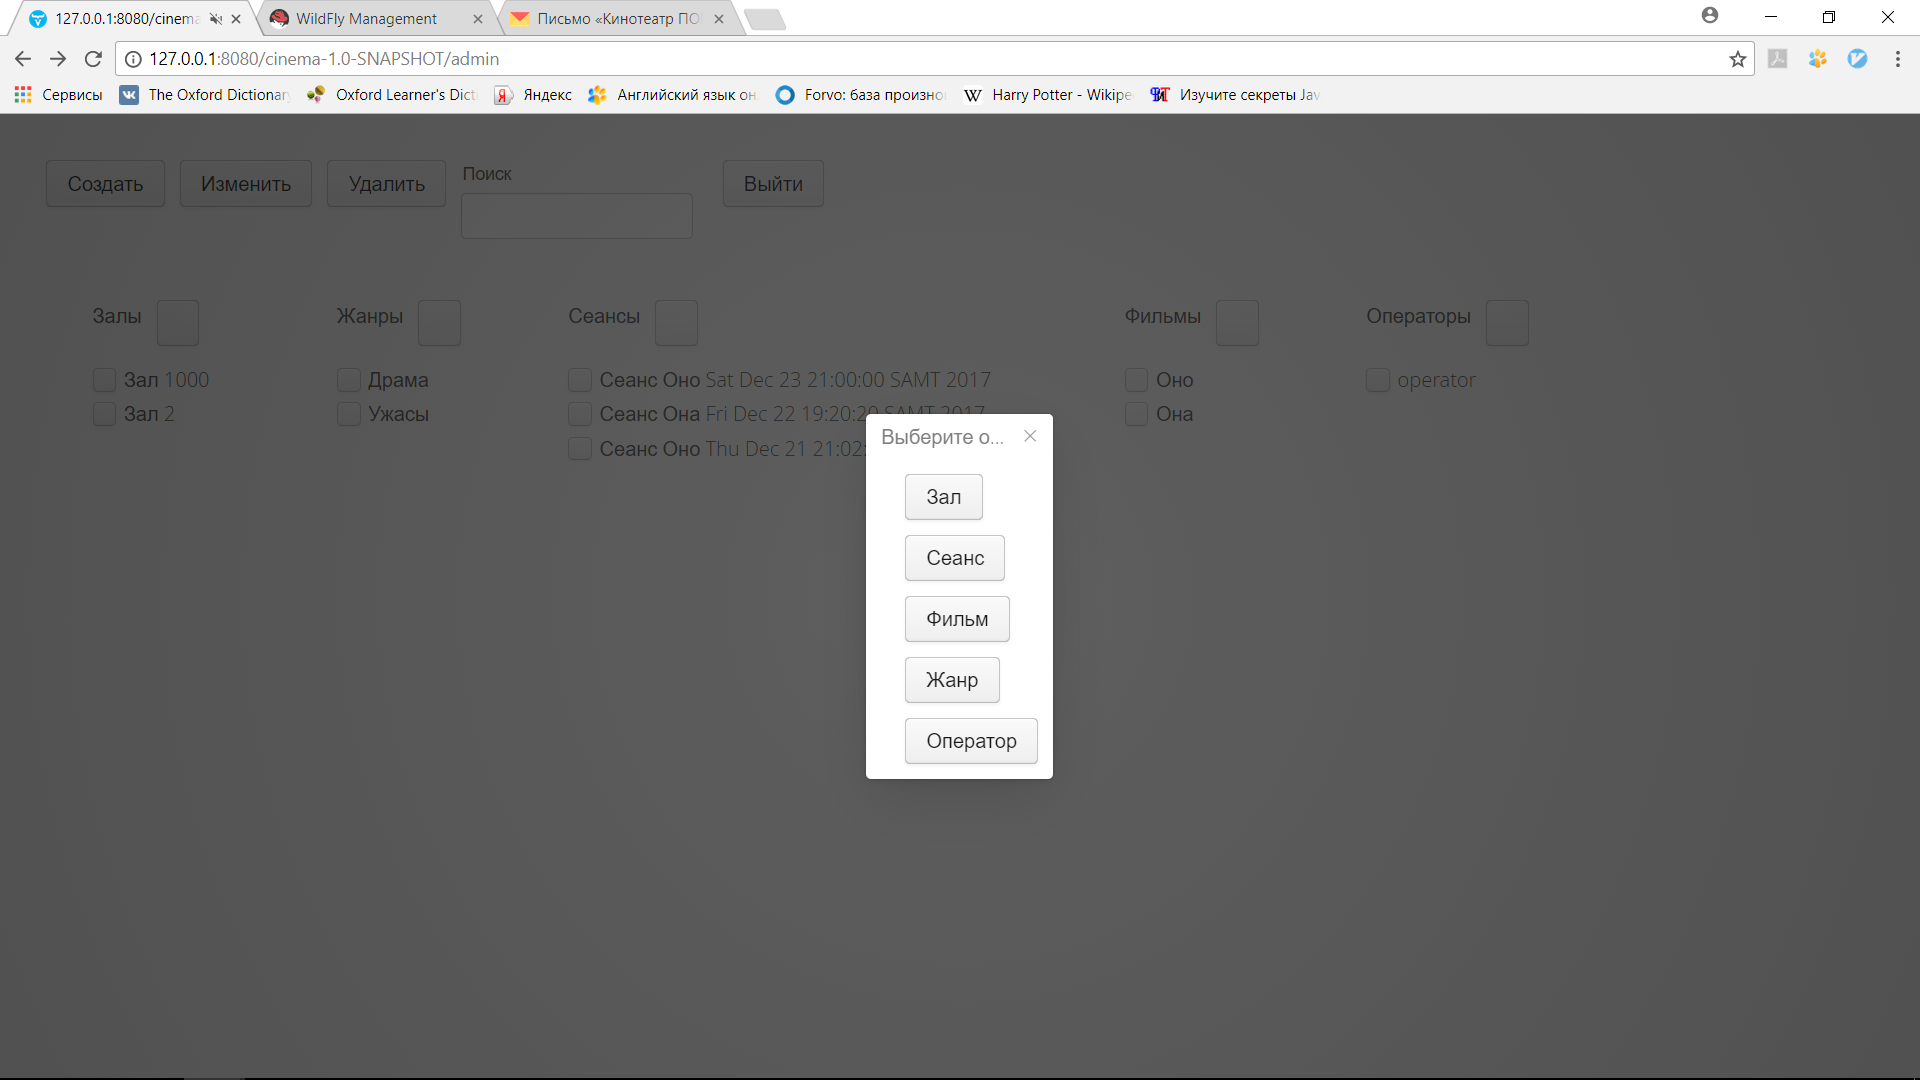 127.0.0.1:8080/cinema
WildFly Management
Письмо «Кинотеатр ПО
127.0.0.1:8080/cinema-1.0-SNAPSHOT/admin
Сервисы
The Oxford Dictionary
Oxford Learner's Dict
Яндекс
Английский язык он
Forvo: база произно
Harry Potter - Wikipe
Изучите секреты Jav
Создать
Изменить
Удалить
Поиск
Выйти
Залы
Жанры
Сеансы
Фильмы
Операторы
Зал 1000
Драма
Сеанс Оно Sat Dec 23 21:00:00 SAMT 2017
Оно
operator
Зал 2
Ужасы
Сеанс Она Fri Dec 22 19:20:20 SAMT 2017
Она
Сеанс Оно Thu Dec 21 21:02:
Выберите о...
Зал
Сеанс
Фильм
Жанр
Оператор